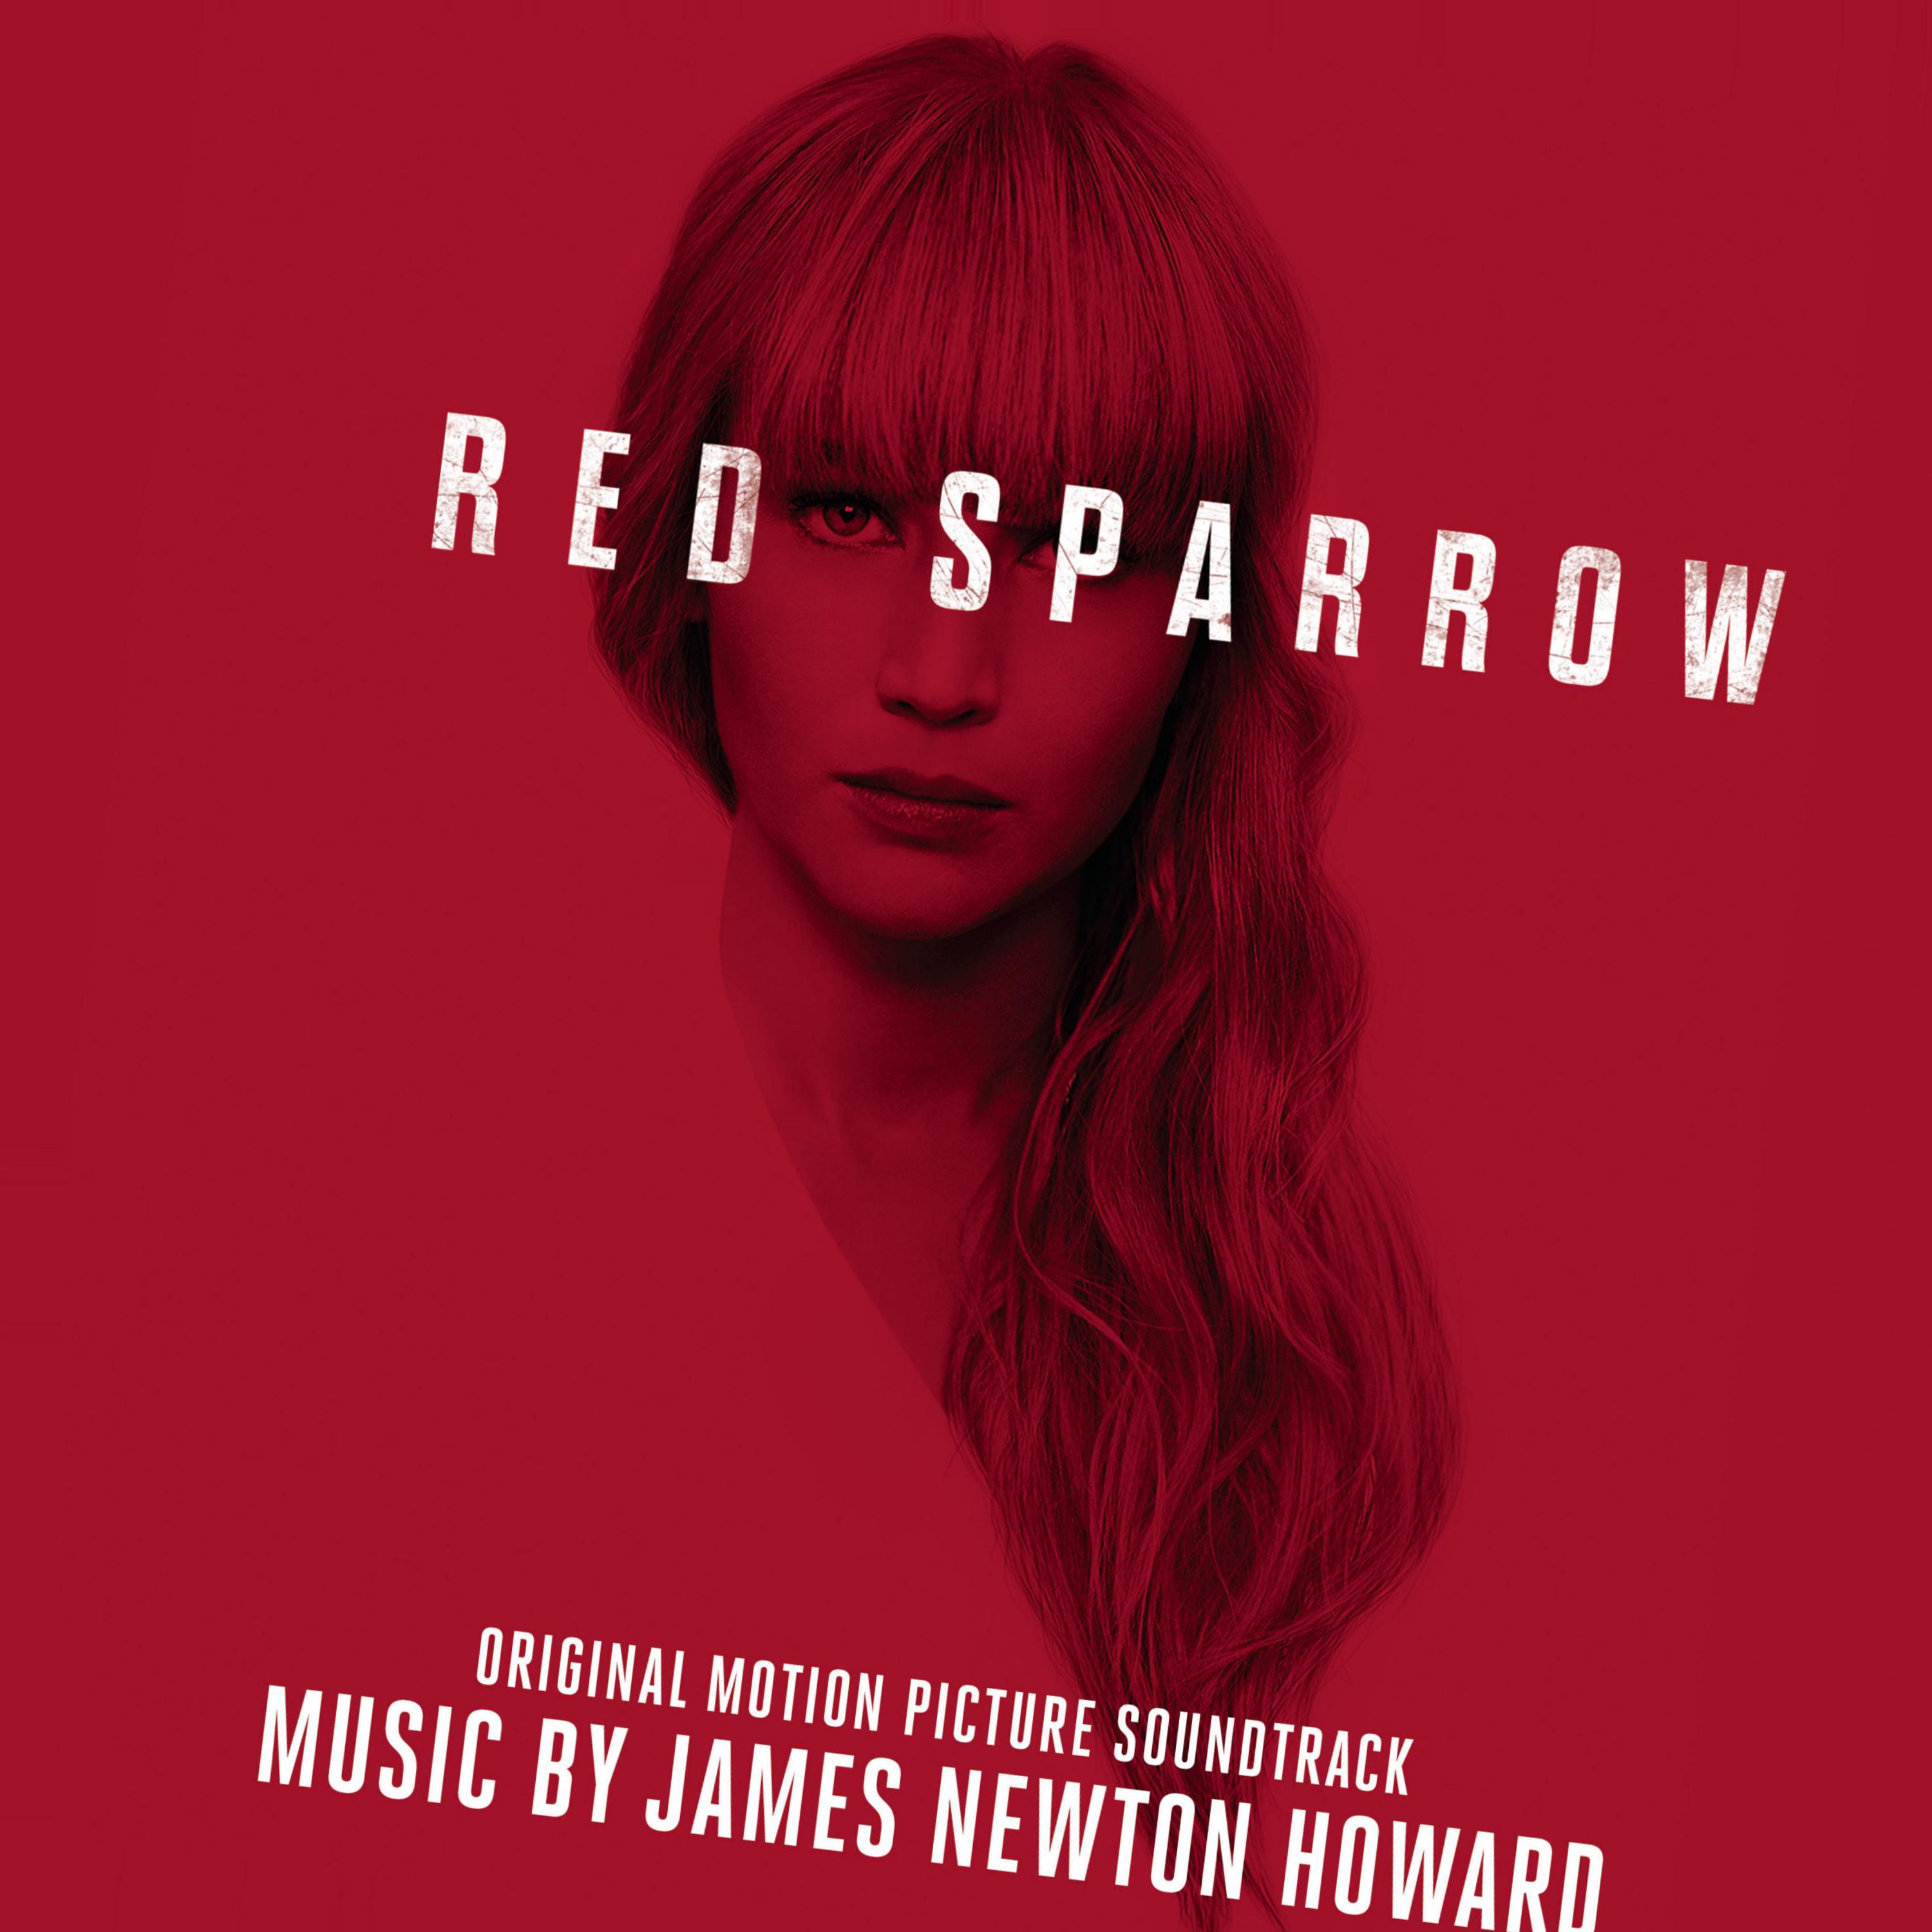 RED SPARROW
ORIGINAL MOTION PICTURE SOUNDTRACK
MUSIC BY JAMES NEWTON HOWARD